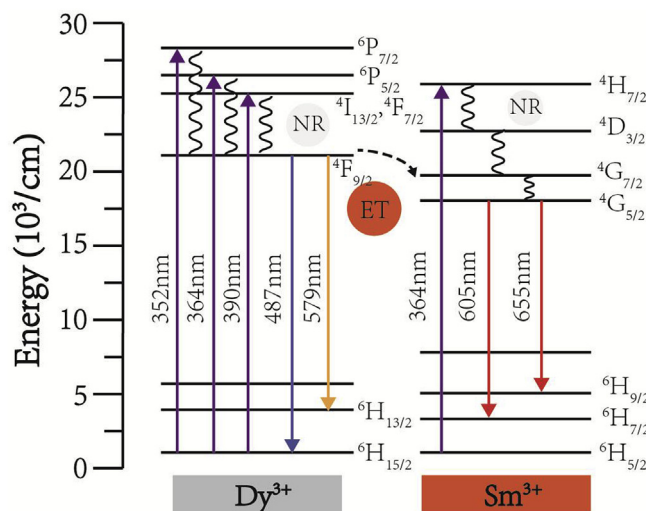 Energy (10³/cm)
30
25
20
15
10
5
0
⁶P₇/₂
⁶P₅/₂
⁴I₁₃/₂, ⁴F₇/₂
NR
⁴F₉/₂
ET
352nm
364nm
390nm
487nm
579nm
⁶H₁₃/₂
⁶H₁₅/₂
Dy³⁺
⁴H₇/₂
NR
⁴D₃/₂
⁴G₇/₂
⁴G₅/₂
364nm
605nm
655nm
⁶H₉/₂
⁶H₇/₂
⁶H₅/₂
Sm³⁺